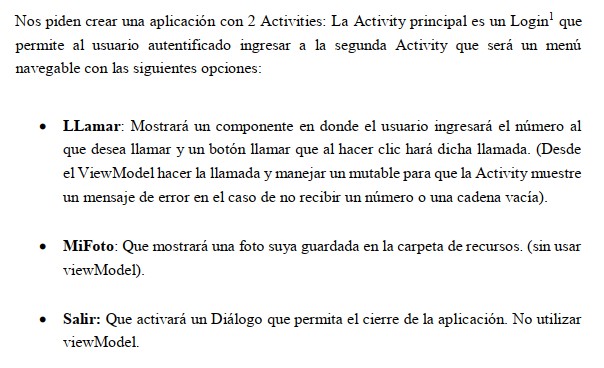 Nos piden crear una aplicación con 2 Activities: La Activity principal es un Login¹ que
permite al usuario autentificado ingresar a la segunda Activity que será un menú
navegable con las siguientes opciones:
• LLamar: Mostrará un componente en donde el usuario ingresará el número al
que desea llamar y un botón llamar que al hacer clic hará dicha llamada. (Desde
el ViewModel hacer la llamada y manejar un mutable para que la Activity muestre
un mensaje de error en el caso de no recibir un número o una cadena vacía).
• MiFoto: Que mostrará una foto suya guardada en la carpeta de recursos. (sin usar
viewModel).
• Salir: Que activará un Diálogo que permita el cierre de la aplicación. No utilizar
viewModel.